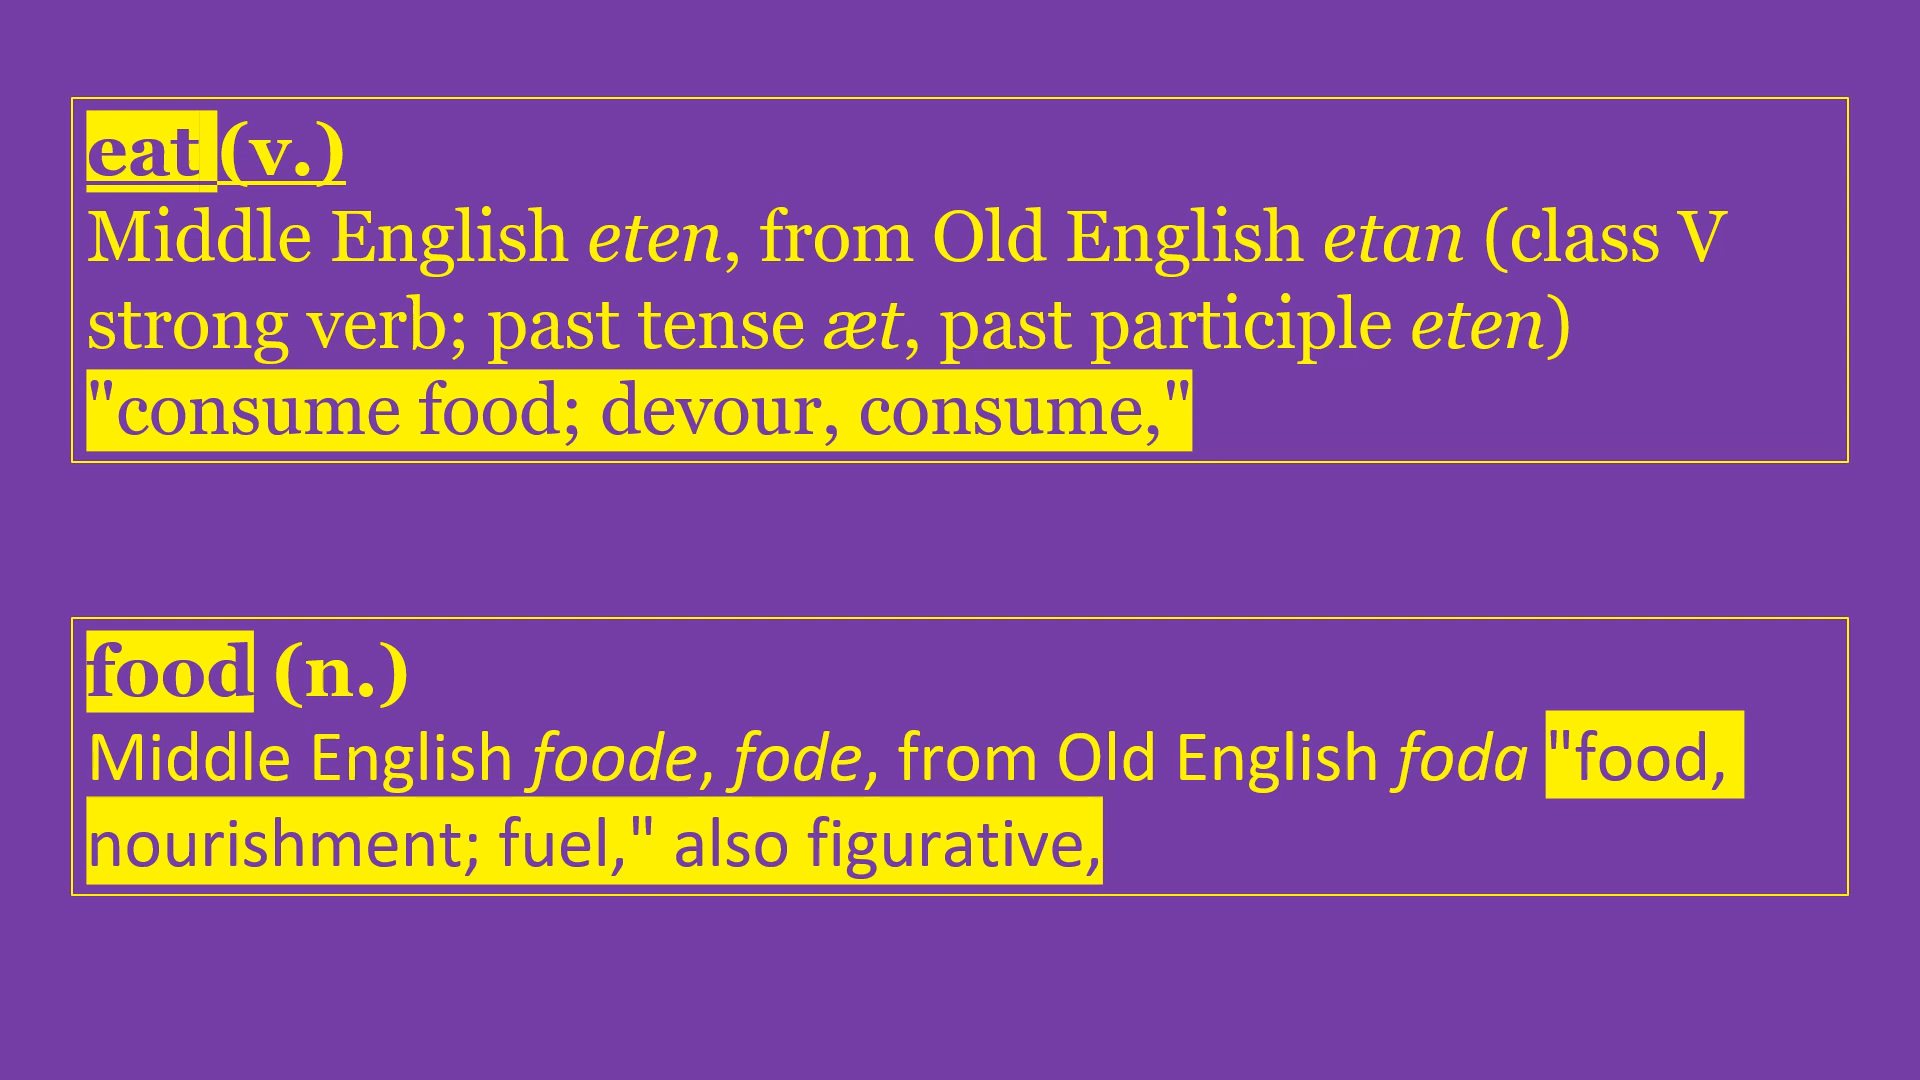 eat (v.)
Middle English eten, from Old English etan (class V
strong verb; past tense æt, past participle eten)
"consume food; devour, consume,"
food (n.)
Middle English foode, fode, from Old English foda "food,
nourishment; fuel," also figurative,